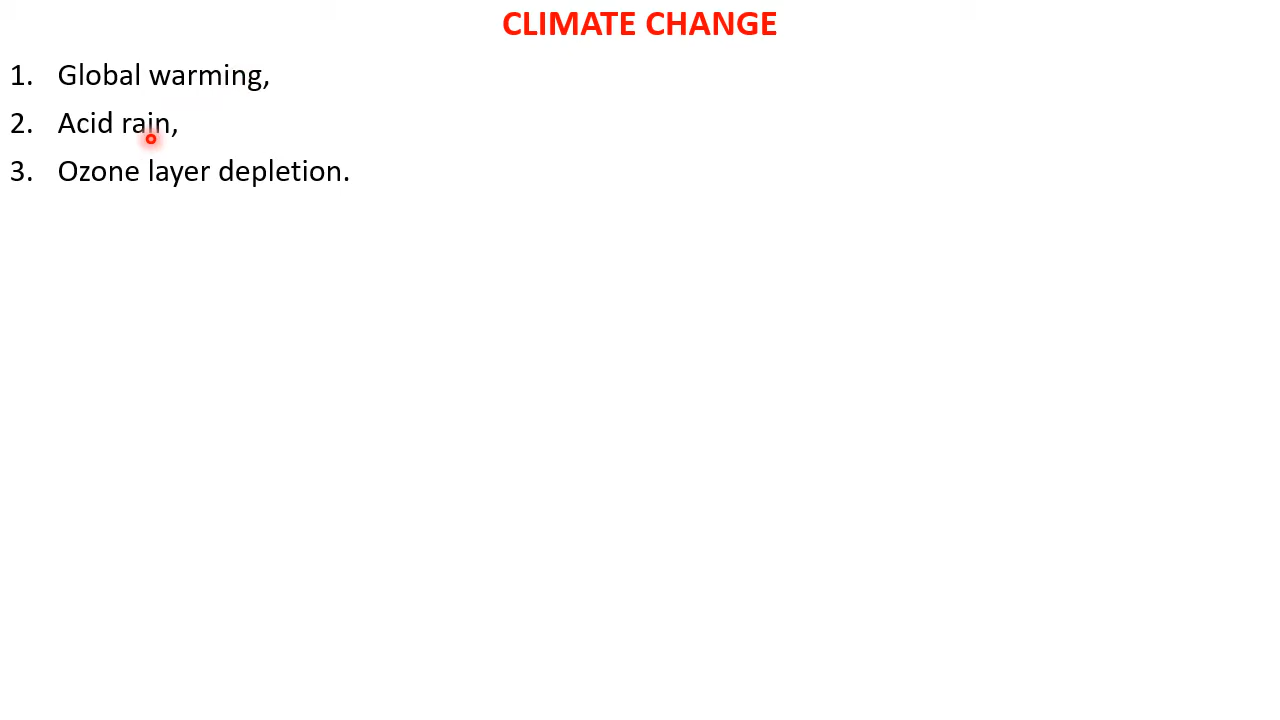 CLIMATE CHANGE
1. Global warming,
2. Acid rain,
3. Ozone layer depletion.